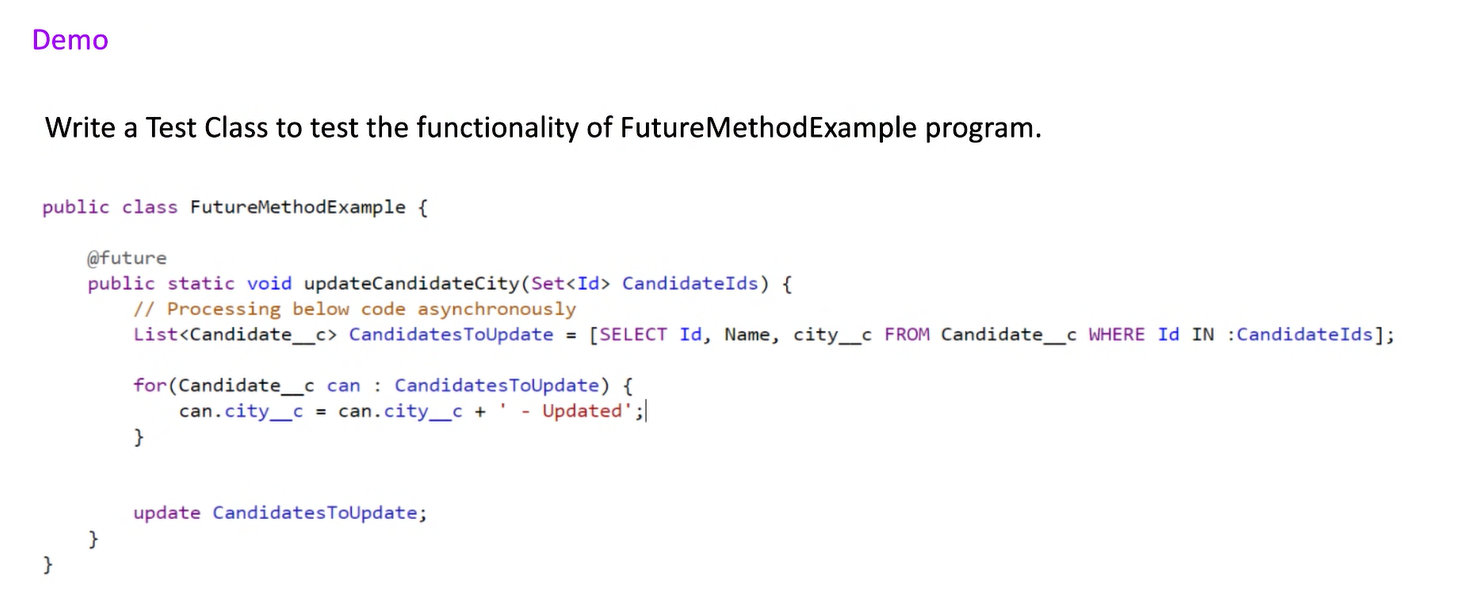 Demo
Write a Test Class to test the functionality of FutureMethodExample program.
public class FutureMethodExample {
@future
public static void updateCandidateCity(Set<Id> CandidateIds) {
// Processing below code asynchronously
List<Candidate__c> CandidatesToUpdate = [SELECT Id, Name, city__c FROM Candidate__c WHERE Id IN :CandidateIds];
for(Candidate__c can : CandidatesToUpdate) {
can.city__c = can.city__c + ' - Updated';
}
update CandidatesToUpdate;
}
}